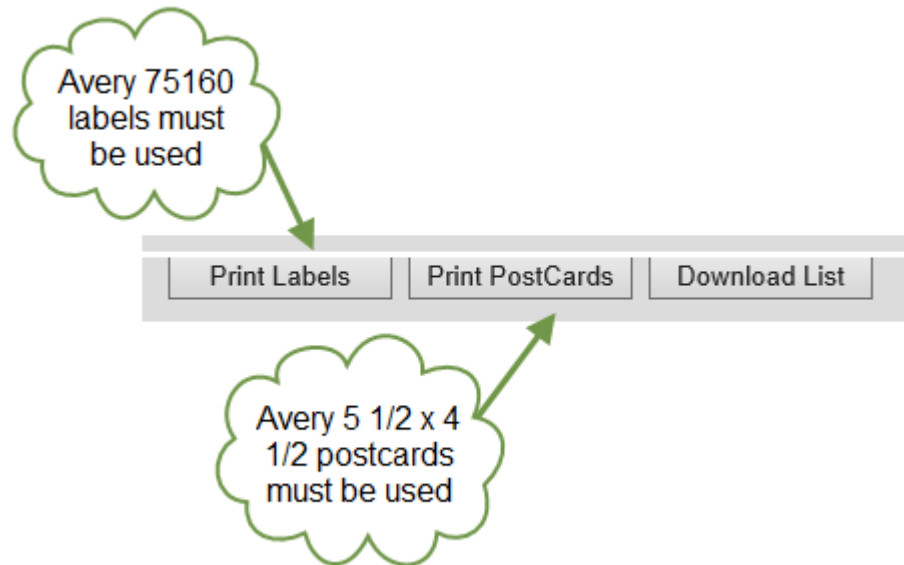 Avery 75160
labels must
be used
Print Labels
Print PostCards
Download List
Avery 5 1/2 x 4
1/2 postcards
must be used